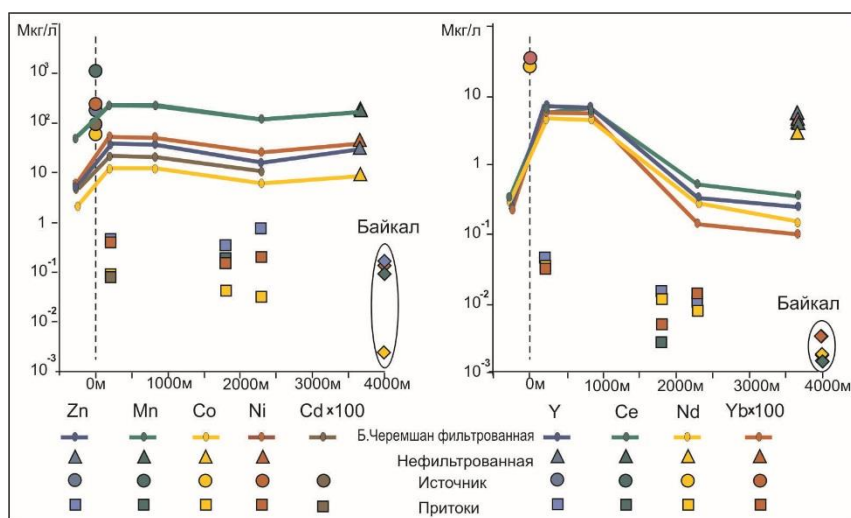 Мкг/л
10³
10²
10
1
10⁻¹
10⁻²
10⁻³
Байкал
0м 1000м 2000м 3000м 4000м
Мкг/л
10
1
10⁻¹
10⁻²
10⁻³
Байкал
0м 1000м 2000м 3000м 4000м
Zn Mn Co Ni Cd×100 Y Ce Nd Yb×100
Б.Черемшан фильтрованная
Нефильтрованная
Источник
Притоки